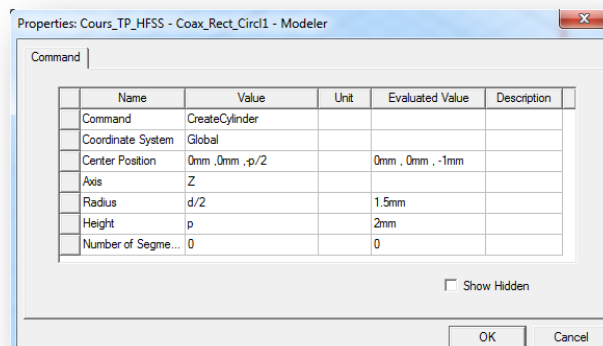 Properties: Cours_TP_HFSS - Coax_Rect_Circl1 - Modeler
Command
Name Value Unit Evaluated Value Description
Command CreateCylinder
Coordinate System Global
Center Position 0mm ,0mm ,-p/2 0mm , 0mm , -1mm
Axis Z
Radius d/2 1.5mm
Height p 2mm
Number of Segme... 0 0
Show Hidden
OK Cancel